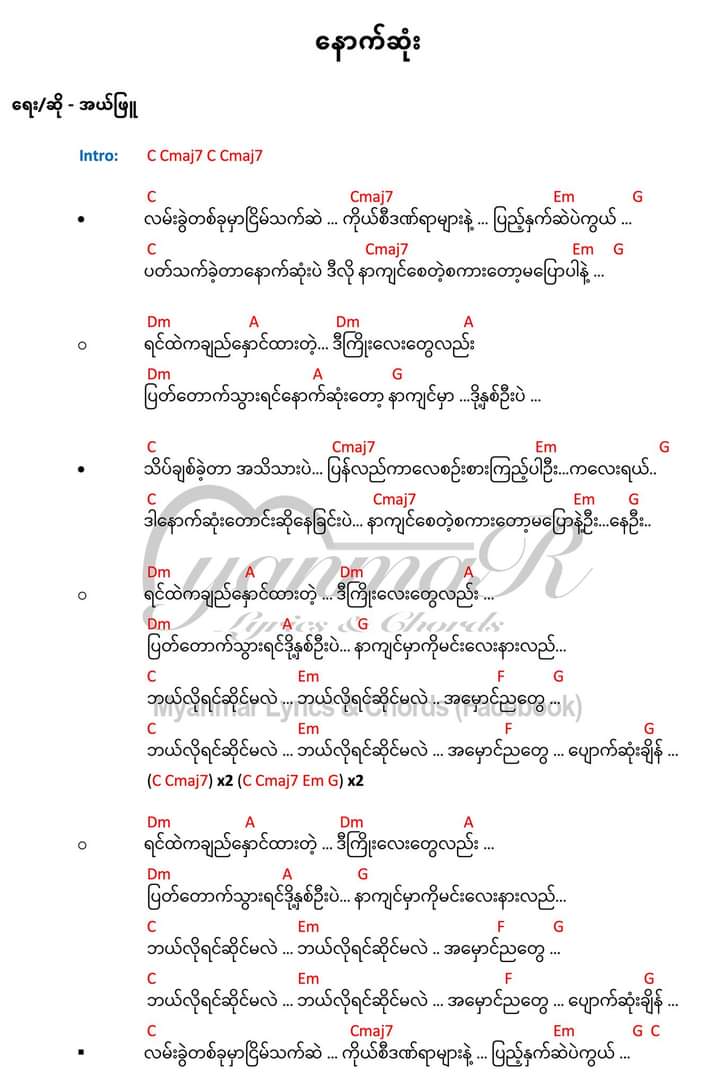 နောက်ဆုံး
ရေး/ဆို - အယ်ဖြူ
Intro: C Cmaj7 C Cmaj7
C Cmaj7 Em G
• လမ်းခွဲတစ်ခုမှာငြိမ်သက်ဆဲ ... ကိုယ်စီဒဏ်ရာများနဲ့ ... ပြည့်နှက်ဆဲပဲကွယ် ...
C Cmaj7 Em G
ပတ်သက်ခဲ့တာနောက်ဆုံးပဲ ဒီလို နာကျင်စေတဲ့စကားတော့မပြောပါနဲ့ ...
Dm A Dm A
○ ရင်ထဲကချည်နှောင်ထားတဲ့... ဒီကြိုးလေးတွေလည်း
Dm A G
ပြတ်တောက်သွားရင်နောက်ဆုံးတော့ နာကျင်မှာ ...ဒို့နှစ်ဦးပဲ ...
C Cmaj7 Em G
• သိပ်ချစ်ခဲ့တာ အသိသားပဲ... ပြန်လည်ကာလေစဉ်းစားကြည့်ပါဦး...ကလေးရယ်..
C Cmaj7 Em G
ဒါနောက်ဆုံးတောင်းဆိုနေခြင်းပဲ... နာကျင်စေတဲ့စကားတော့မပြောနဲ့ဦး...နေဦး..
Dm A Dm A
○ ရင်ထဲကချည်နှောင်ထားတဲ့ ... ဒီကြိုးလေးတွေလည်း ...
Dm A G
ပြတ်တောက်သွားရင်ဒို့နှစ်ဦးပဲ... နာကျင်မှာကိုမင်းလေးနားလည်...
C Em F G
ဘယ်လိုရင်ဆိုင်မလဲ ... ဘယ်လိုရင်ဆိုင်မလဲ .. အမှောင်ညတွေ ...
C Em F G
ဘယ်လိုရင်ဆိုင်မလဲ ... ဘယ်လိုရင်ဆိုင်မလဲ ... အမှောင်ညတွေ ... ပျောက်ဆုံးချိန် ...
(C Cmaj7) x2 (C Cmaj7 Em G) x2
Dm A Dm A
○ ရင်ထဲကချည်နှောင်ထားတဲ့ ... ဒီကြိုးလေးတွေလည်း ...
Dm A G
ပြတ်တောက်သွားရင်ဒို့နှစ်ဦးပဲ... နာကျင်မှာကိုမင်းလေးနားလည်...
C Em F G
ဘယ်လိုရင်ဆိုင်မလဲ ... ဘယ်လိုရင်ဆိုင်မလဲ .. အမှောင်ညတွေ ...
C Em F G
ဘယ်လိုရင်ဆိုင်မလဲ ... ဘယ်လိုရင်ဆိုင်မလဲ ... အမှောင်ညတွေ ... ပျောက်ဆုံးချိန် ...
C Cmaj7 Em G C
▪ လမ်းခွဲတစ်ခုမှာငြိမ်သက်ဆဲ ... ကိုယ်စီဒဏ်ရာများနဲ့ ... ပြည့်နှက်ဆဲပဲကွယ် ...
MyanmaR
Lyrics & Chords
Myanmar Lyrics & Chords (Facebook)